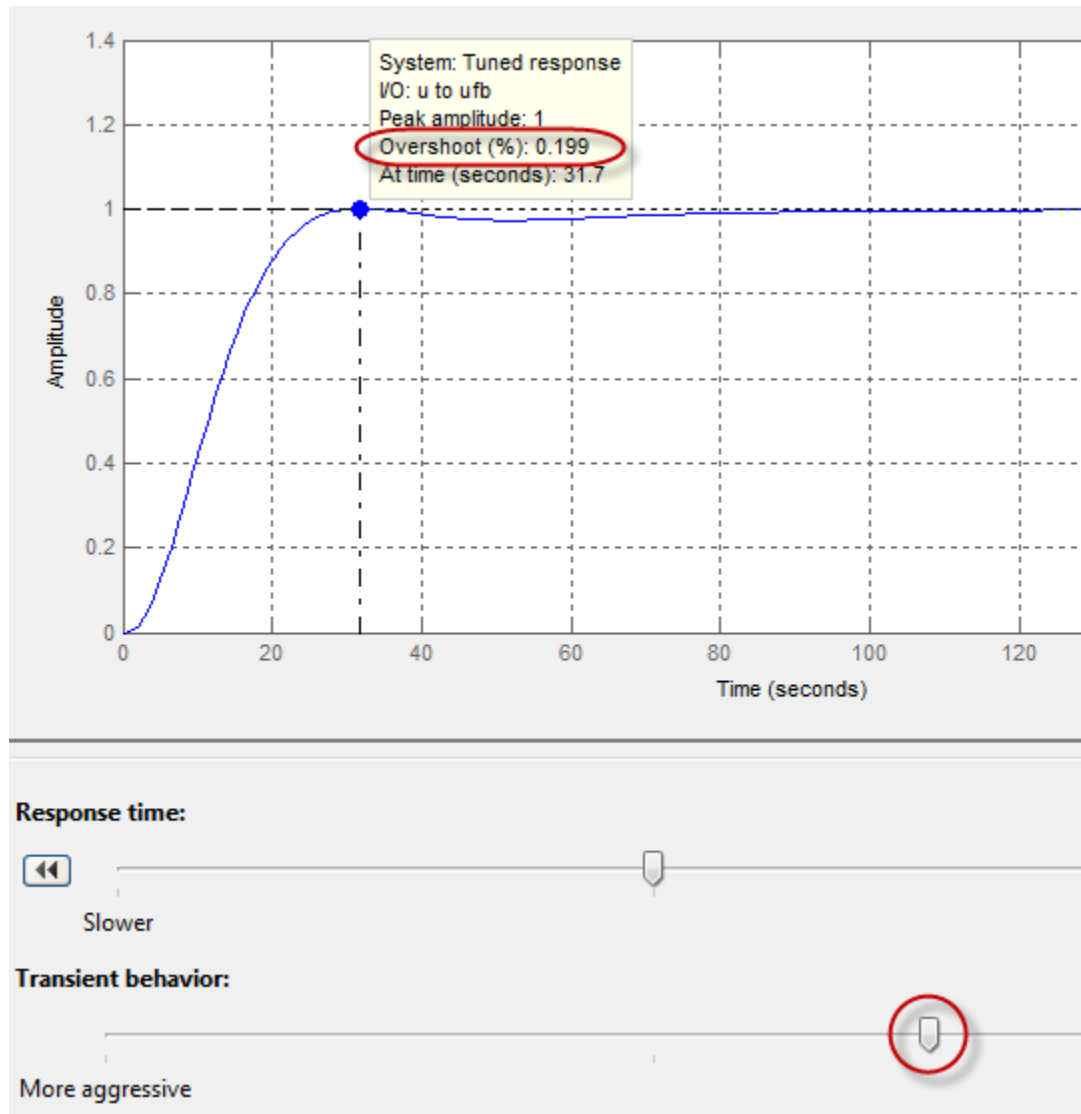 1.4
System: Tuned response
I/O: u to ufb
1.2
Peak amplitude: 1
Overshoot (%): 0.199
At time (seconds): 31.7
1
0.8
Amplitude
0.6
0.4
0.2
0
0 20 40 60 80 100 120
Time (seconds)
Response time:
Slower
Transient behavior:
More aggressive